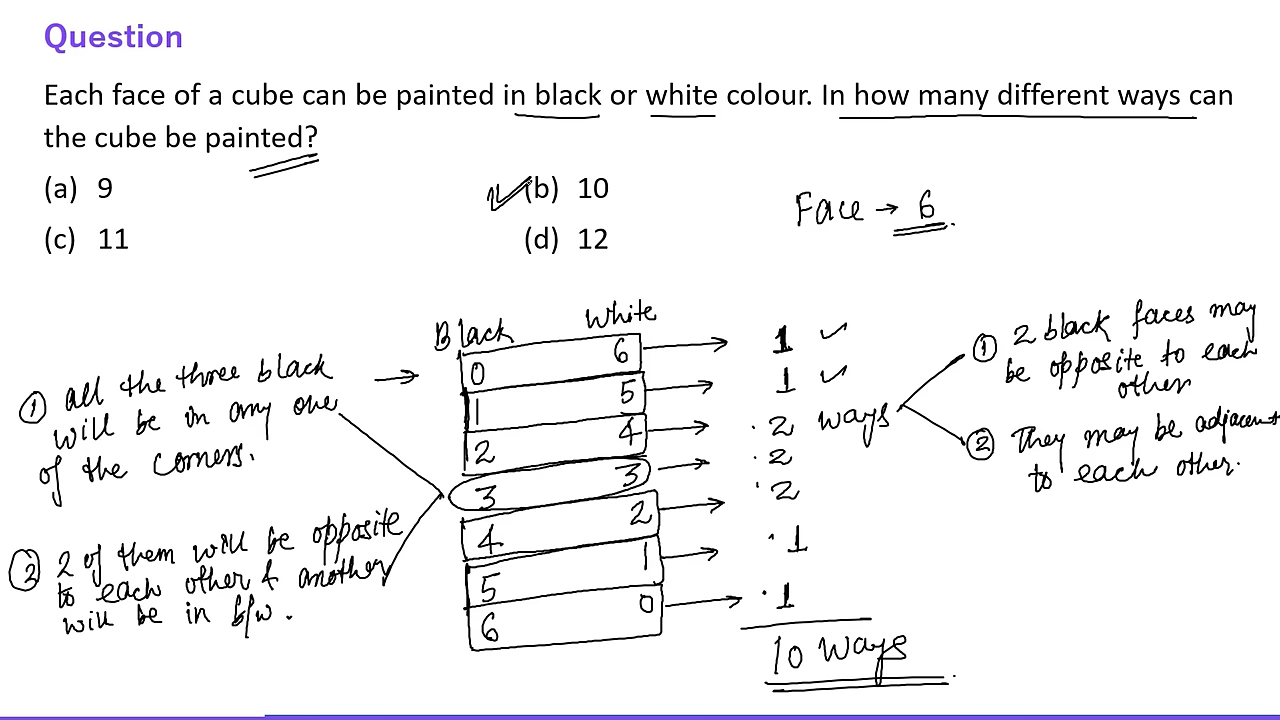 Question
Each face of a cube can be painted in black or white colour. In how many different ways can
the cube be painted?
(a) 9
(b) 10
(c) 11
(d) 12
Face → 6.
Black White
0 6 → 1
1 5 → 1
2 4 → 2 ways
3 3 → 2
4 2 → 2
5 1 → 1
6 0 → 1
10 ways
① all the three black
will be in any one
of the corners.
② 2 of them will be opposite
to each other & another
will be in b/w.
① 2 black faces may
be opposite to each
other
② They may be adjacent
to each other.